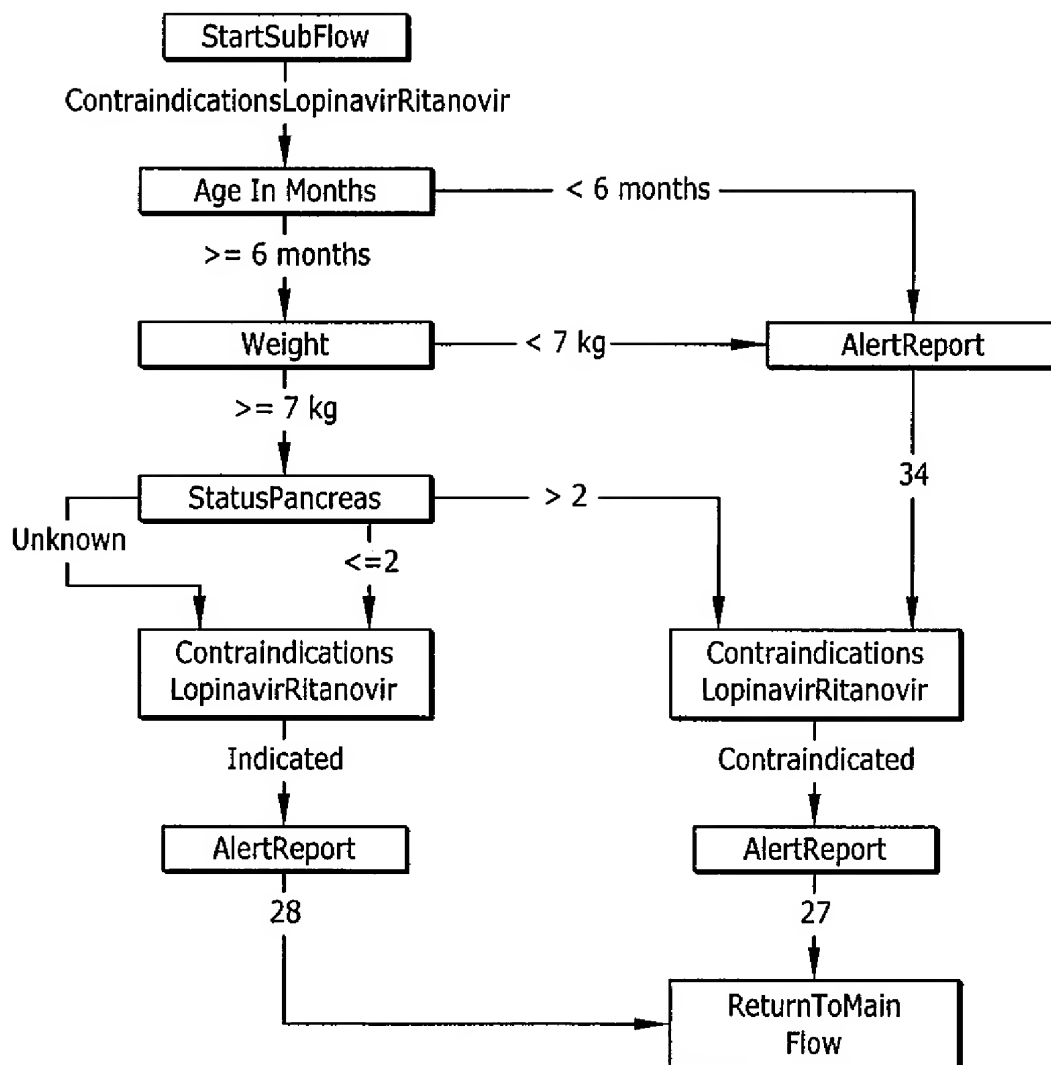 StartSubFlow
ContraindicationsLopinavirRitanovir
Age In Months
< 6 months
>= 6 months
Weight
< 7 kg
AlertReport
>= 7 kg
StatusPancreas
> 2
34
Unknown
<=2
Contraindications
LopinavirRitanovir
Contraindications
LopinavirRitanovir
Indicated
Contraindicated
AlertReport
AlertReport
28
27
ReturnToMain
Flow